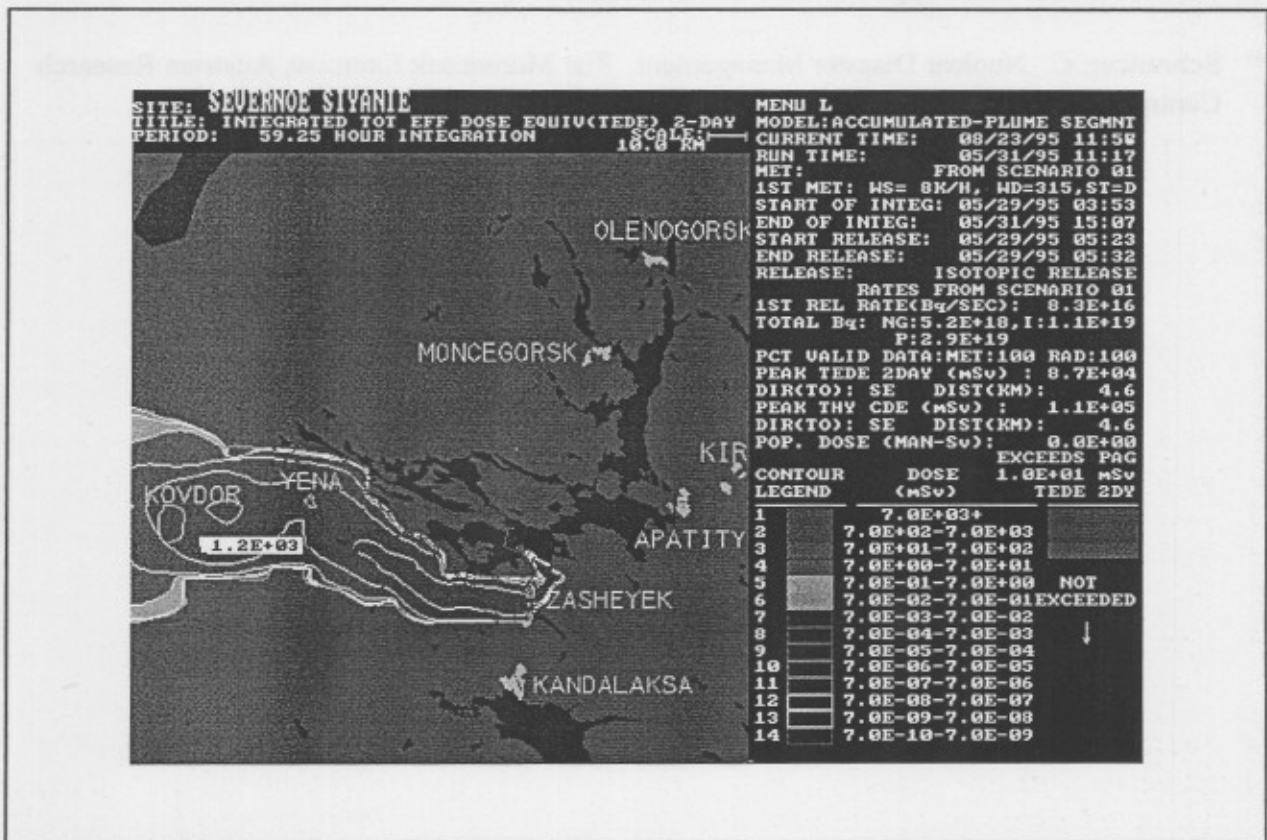 SITE: SEVERNOE SIYANIE
TITLE: INTEGRATED TOT EFF DOSE EQUIV(TEDE) 2-DAY
PERIOD: 59.25 HOUR INTEGRATION SCALE:
10.0 KM
OLENOGORSK
MONCEGORSK
KIR
YENA
KOVDOR
1.2E+03
APATITY
ZASHEYEK
KANDALAKSA
MENU L
MODEL:ACCUMULATED-PLUME SEGMNT
CURRENT TIME: 08/23/95
RUN TIME: 05/31/95 11:17
MET: FROM SCENARIO 01
1ST MET: WS= 8K/H, WD=315,ST=D
START OF INTEG: 05/29/95 03:53
END OF INTEG: 05/31/95 15:07
START RELEASE: 05/29/95 05:23
END RELEASE: 05/29/95 05:32
RELEASE: ISOTOPIC RELEASE
RATES FROM SCENARIO 01
1ST REL RATE(Bq/SEC): 8.3E+16
TOTAL Bq: NG:5.2E+18,I:1.1E+19
P:2.9E+19
PCT VALID DATA:MET:100 RAD:100
PEAK TEDE 2DAY (mSv) : 8.7E+04
DIR(TO): SE DIST(KM): 4.6
PEAK THY CDE (mSv) : 1.1E+05
DIR(TO): SE DIST(KM): 4.6
POP. DOSE (MAN-Sv): 0.0E+00
EXCEEDS PAG
CONTOUR DOSE 1.0E+01 mSv
LEGEND (mSv) TEDE 2DY
1 7.0E+03+
2 7.0E+02-7.0E+03
3 7.0E+01-7.0E+02
4 7.0E+00-7.0E+01
5 7.0E-01-7.0E+00 NOT
6 7.0E-02-7.0E-01EXCEEDED
7 7.0E-03-7.0E-02
8 7.0E-04-7.0E-03
9 7.0E-05-7.0E-04
10 7.0E-06-7.0E-05
11 7.0E-07-7.0E-06
12 7.0E-08-7.0E-07
13 7.0E-09-7.0E-08
14 7.0E-10-7.0E-09